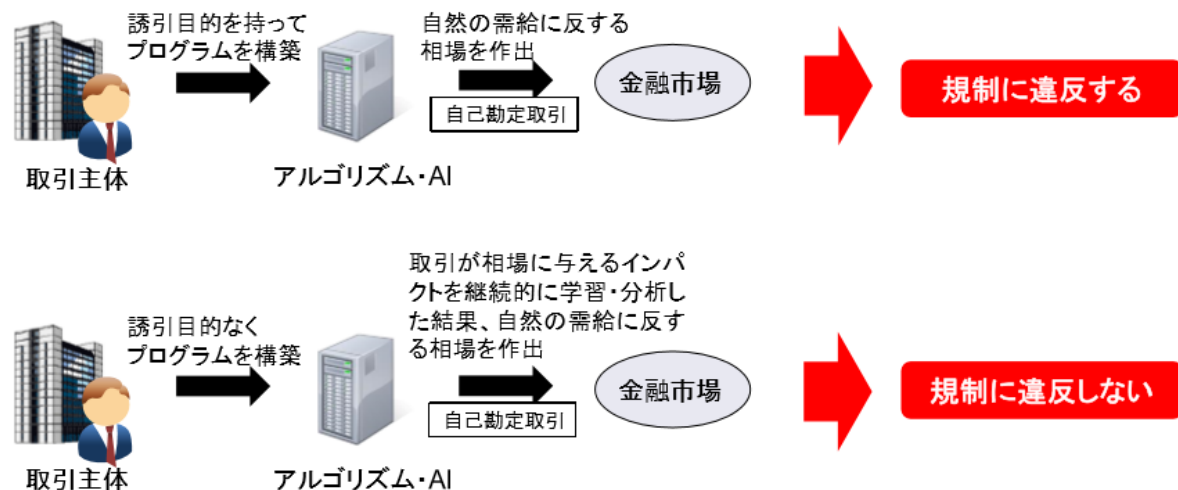 誘引目的を持って
プログラムを構築
自然の需給に反する
相場を作出
自己勘定取引
金融市場
規制に違反する
取引主体
アルゴリズム・AI
誘引目的なく
プログラムを構築
取引が相場に与えるインパ
クトを継続的に学習・分析し
た結果、自然の需給に反す
る相場を作出
自己勘定取引
金融市場
規制に違反しない
取引主体
アルゴリズム・AI